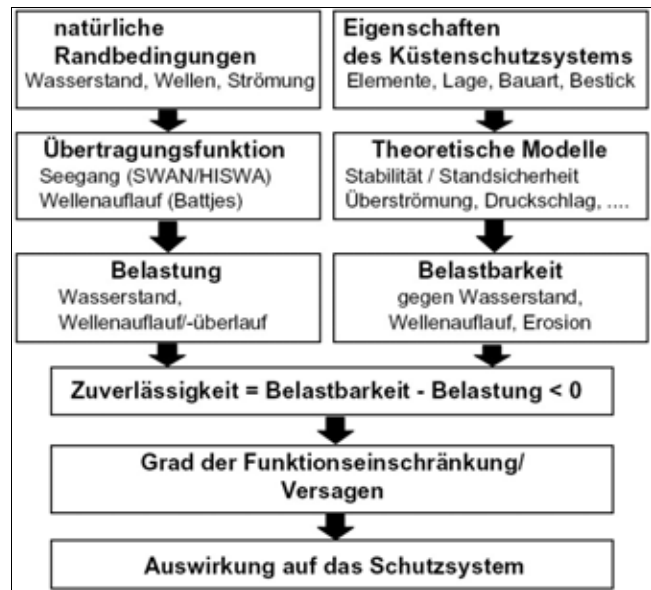 natürliche
Randbedingungen
Wasserstand, Wellen, Strömung
Eigenschaften
des Küstenschutzsystems
Elemente, Lage, Bauart, Bestick
Übertragungsfunktion
Seegang (SWAN/HISWA)
Wellenauflauf (Battjes)
Theoretische Modelle
Stabilität / Standsicherheit
Überströmung, Druckschlag, ....
Belastung
Wasserstand,
Wellenauflauf/-überlauf
Belastbarkeit
gegen Wasserstand,
Wellenauflauf, Erosion
Zuverlässigkeit = Belastbarkeit - Belastung < 0
Grad der Funktionseinschränkung/
Versagen
Auswirkung auf das Schutzsystem